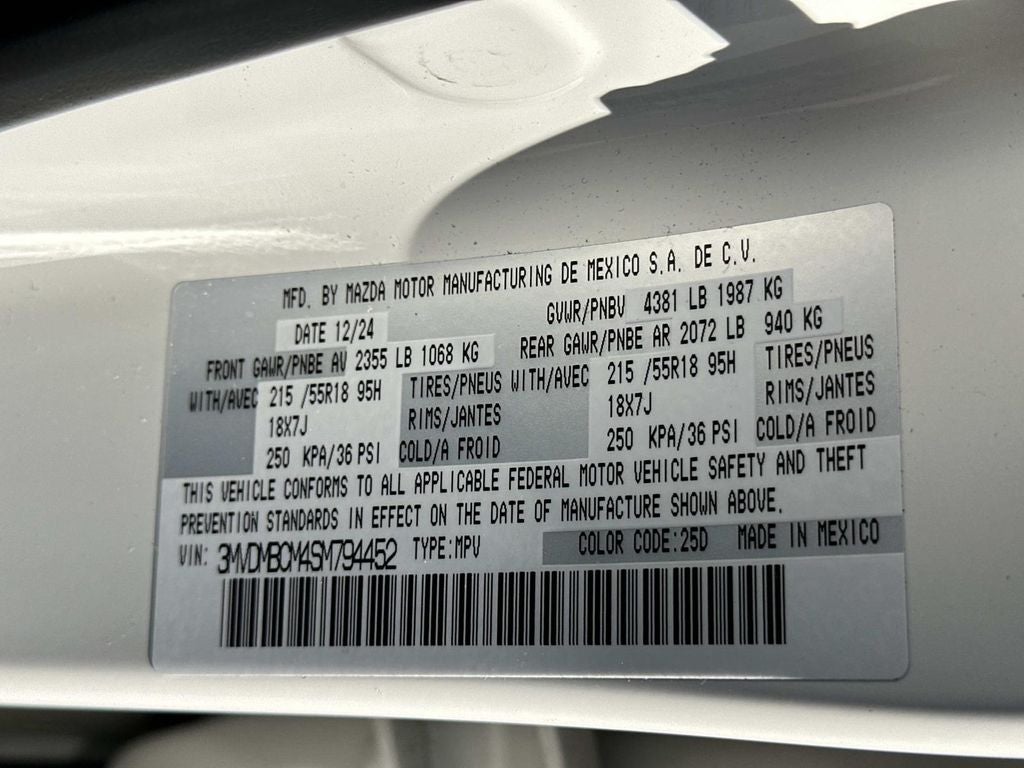 MFD. BY MAZDA MOTOR MANUFACTURING DE MEXICO S.A. DE C.V.
DATE 12/24 GVWR/PNBV 4381 LB 1987 KG
FRONT GAWR/PNBE AV 2355 LB 1068 KG REAR GAWR/PNBE AR 2072 LB 940 KG
WITH/AVEC 215 /55R18 95H TIRES/PNEUS WITH/AVEC 215 /55R18 95H TIRES/PNEUS
18X7J RIMS/JANTES 18X7J RIMS/JANTES
250 KPA/36 PSI COLD/A FROID 250 KPA/36 PSI COLD/A FROID
THIS VEHICLE CONFORMS TO ALL APPLICABLE FEDERAL MOTOR VEHICLE SAFETY AND THEFT
PREVENTION STANDARDS IN EFFECT ON THE DATE OF MANUFACTURE SHOWN ABOVE.
VIN: 3MVDMBCM4SM794452 TYPE:MPV COLOR CODE:25D MADE IN MEXICO